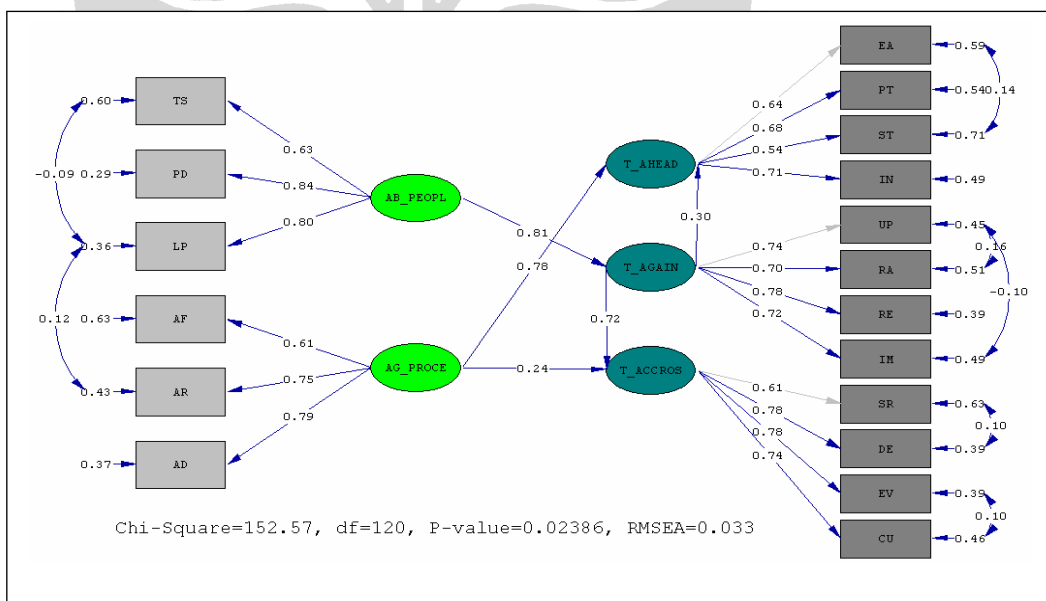 0.60
TS
-0.09
0.29
PD
0.36
LP
0.12
0.63
AF
0.43
AR
0.37
AD
0.63
0.84
0.80
0.61
0.75
0.79
AB_PEOPL
AG_PROCE
0.81
0.78
0.24
T_AHEAD
0.30
T_AGAIN
0.72
T_ACCROS
0.64
0.68
0.54
0.71
0.74
0.70
0.78
0.72
0.61
0.78
0.78
0.74
EA
0.59
PT
0.54
0.14
ST
0.71
IN
0.49
UP
0.45
0.16
RA
0.51
-0.10
RE
0.39
IM
0.49
SR
0.63
0.10
DE
0.39
EV
0.39
0.10
CU
0.46
Chi-Square=152.57, df=120, P-value=0.02386, RMSEA=0.033